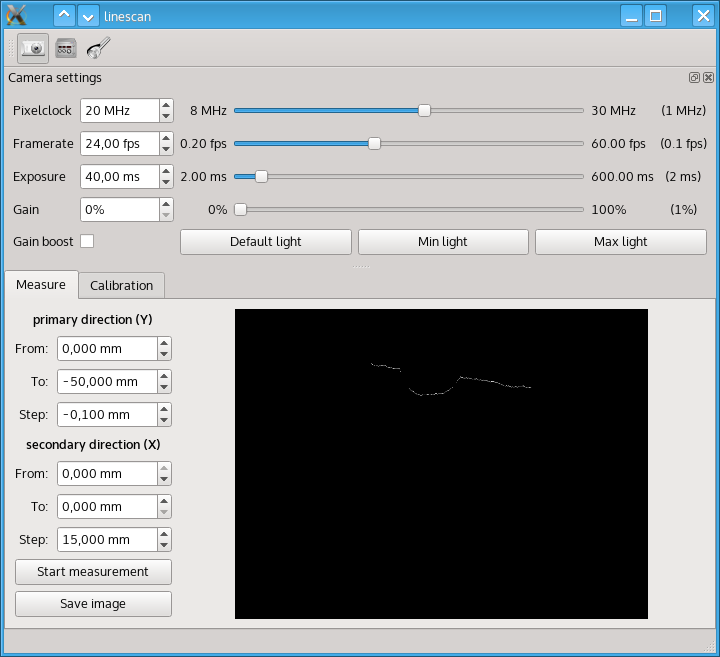 linescan
Camera settings
Pixelclock 20 MHz 8 MHz 30 MHz (1 MHz)
Framerate 24,00 fps 0.20 fps 60.00 fps (0.1 fps)
Exposure 40,00 ms 2.00 ms 600.00 ms (2 ms)
Gain 0% 0% 100% (1%)
Gain boost Default light Min light Max light
Measure Calibration
primary direction (Y)
From: 0,000 mm
To: -50,000 mm
Step: -0,100 mm
secondary direction (X)
From: 0,000 mm
To: 0,000 mm
Step: 15,000 mm
Start measurement
Save image